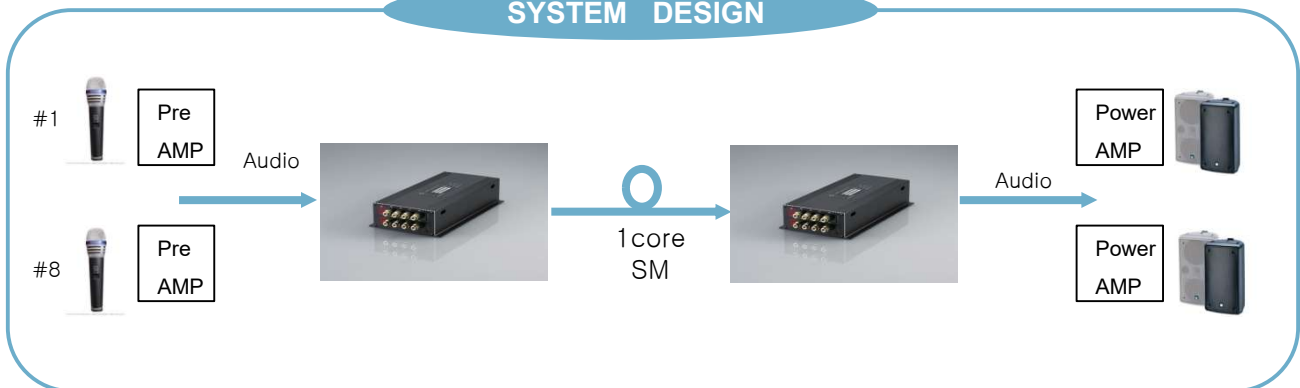 SYSTEM DESIGN
#1
Pre
AMP
Audio
Power
AMP
Audio
1core
SM
#8
Pre
AMP
Power
AMP